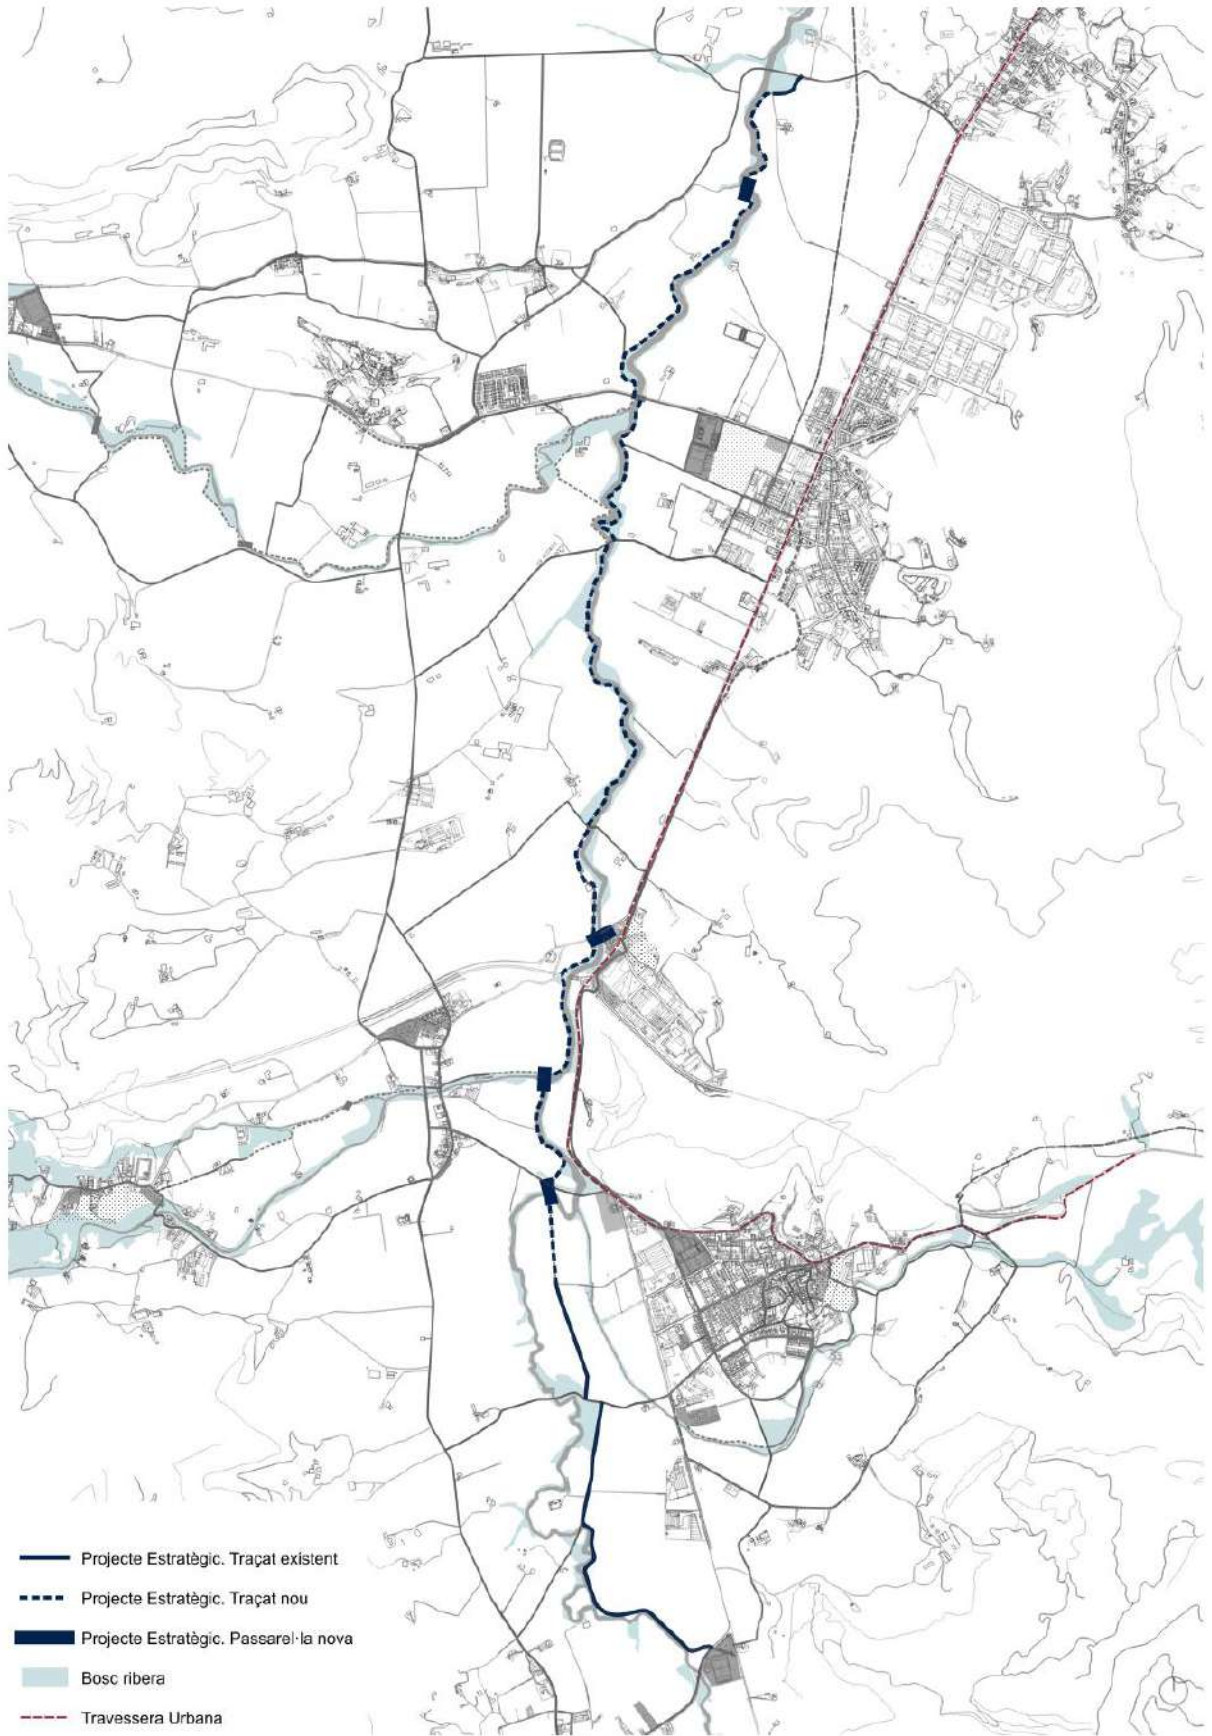 Projecte Estratègic. Traçat existent
Projecte Estratègic. Traçat nou
Projecte Estratègic. Passarel·la nova
Bosc ribera
Travessera Urbana